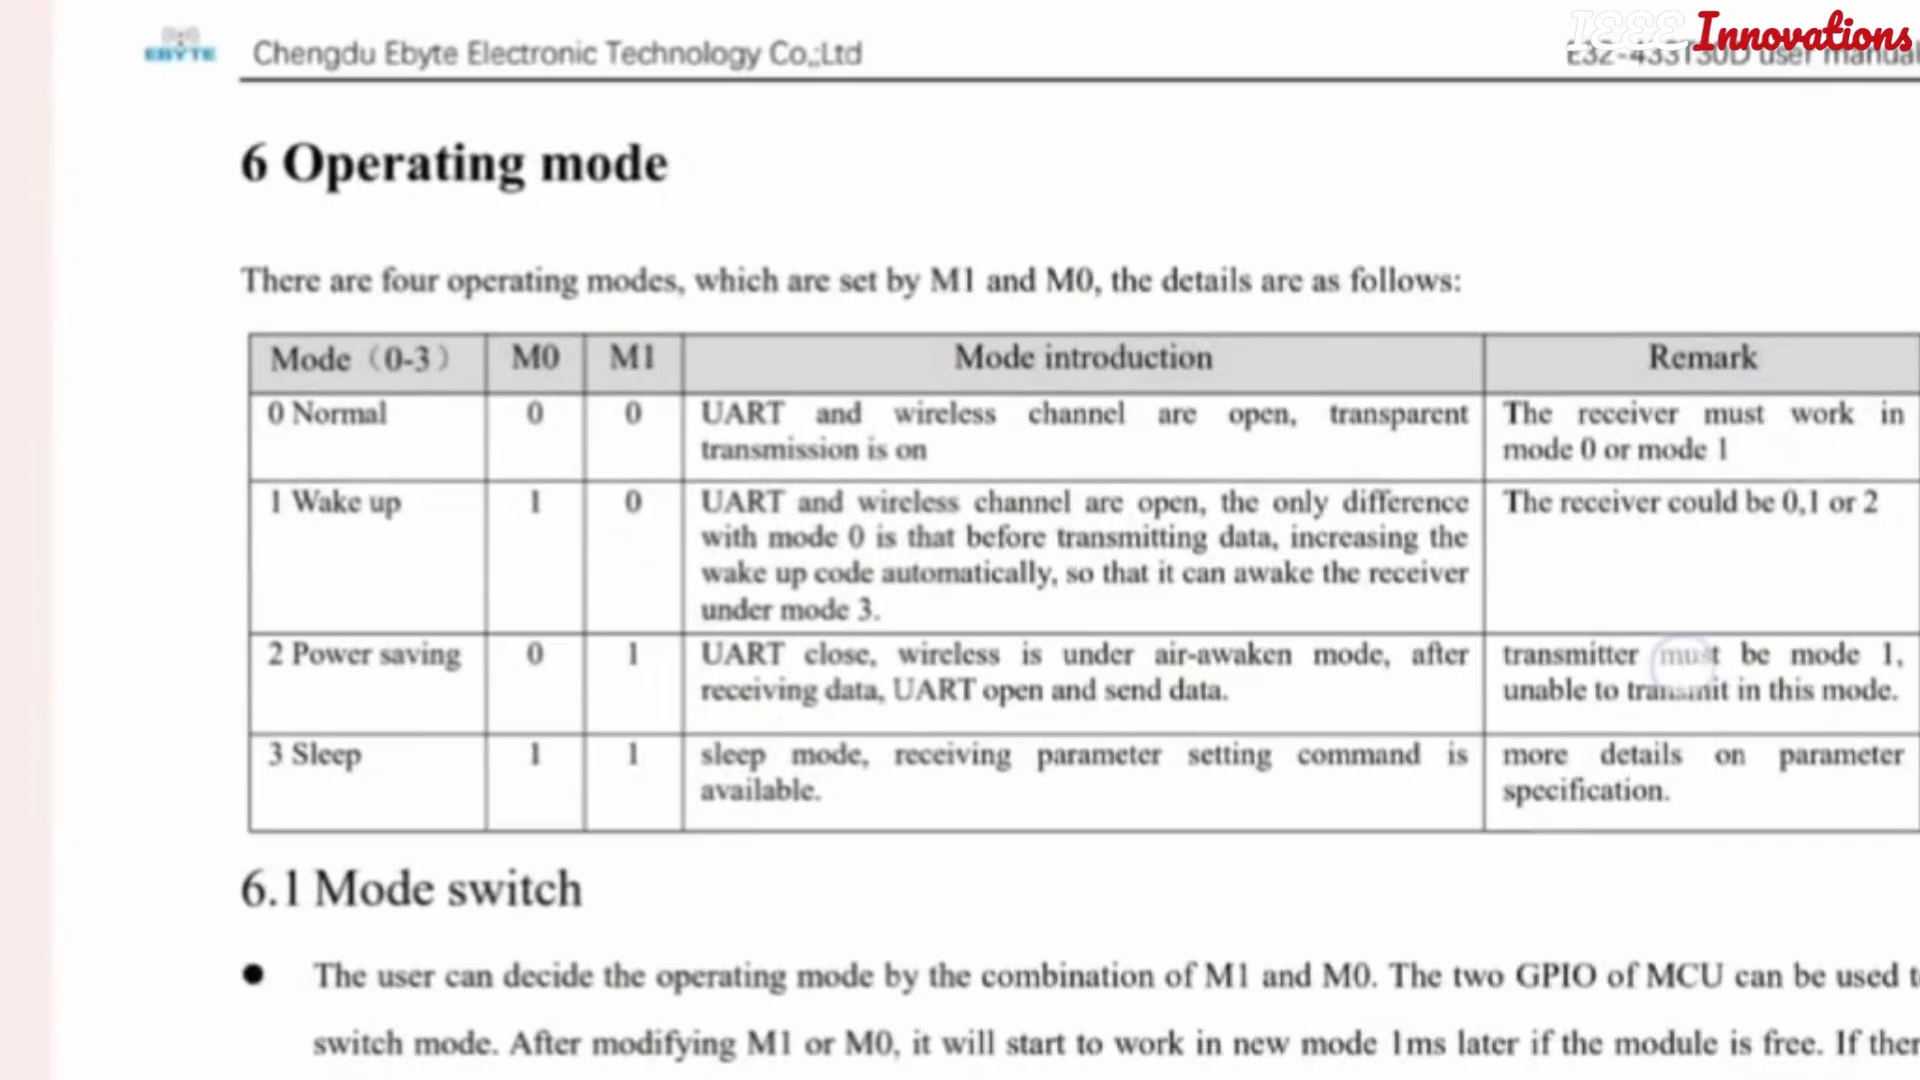 IEEE Innovations
EBYTE Chengdu Ebyte Electronic Technology Co,;Ltd E32-433T30D user manual
6 Operating mode
There are four operating modes, which are set by M1 and M0, the details are as follows:
Mode（0-3） M0 M1 Mode introduction Remark
0 Normal 0 0 UART and wireless channel are open, transparent The receiver must work in
transmission is on mode 0 or mode 1
1 Wake up 1 0 UART and wireless channel are open, the only difference The receiver could be 0,1 or 2
with mode 0 is that before transmitting data, increasing the
wake up code automatically, so that it can awake the receiver
under mode 3.
2 Power saving 0 1 UART close, wireless is under air-awaken mode, after transmitter must be mode 1,
receiving data, UART open and send data. unable to transmit in this mode.
3 Sleep 1 1 sleep mode, receiving parameter setting command is more details on parameter
available. specification.
6.1 Mode switch
● The user can decide the operating mode by the combination of M1 and M0. The two GPIO of MCU can be used
switch mode. After modifying M1 or M0, it will start to work in new mode 1ms later if the module is free. If